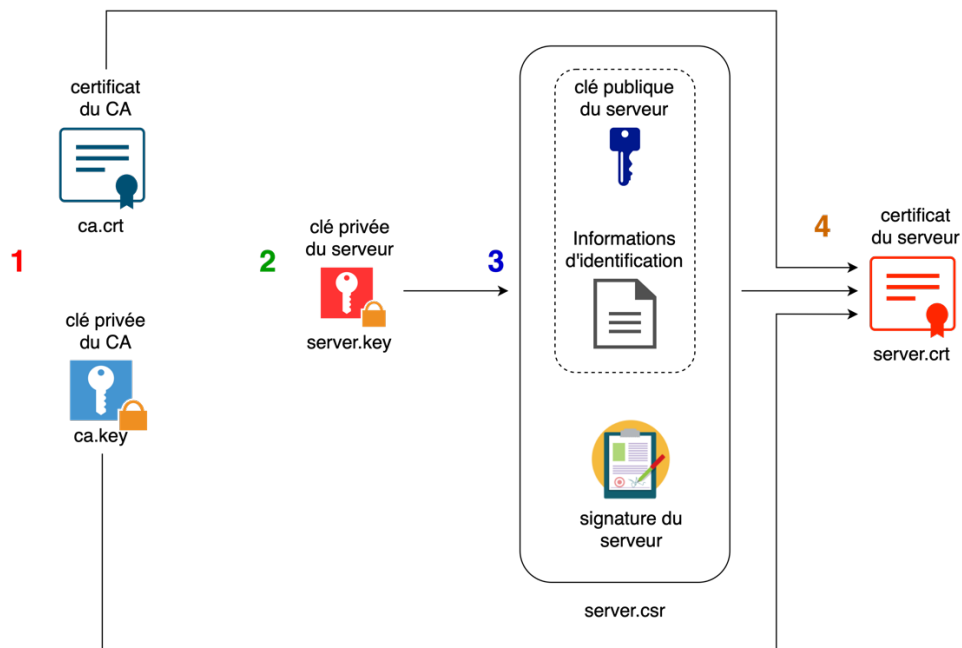 certificat
du CA
ca.crt
1
clé privée
du CA
ca.key
2
clé privée
du serveur
server.key
3
clé publique
du serveur
Informations
d'identification
signature du
serveur
server.csr
4
certificat
du serveur
server.crt